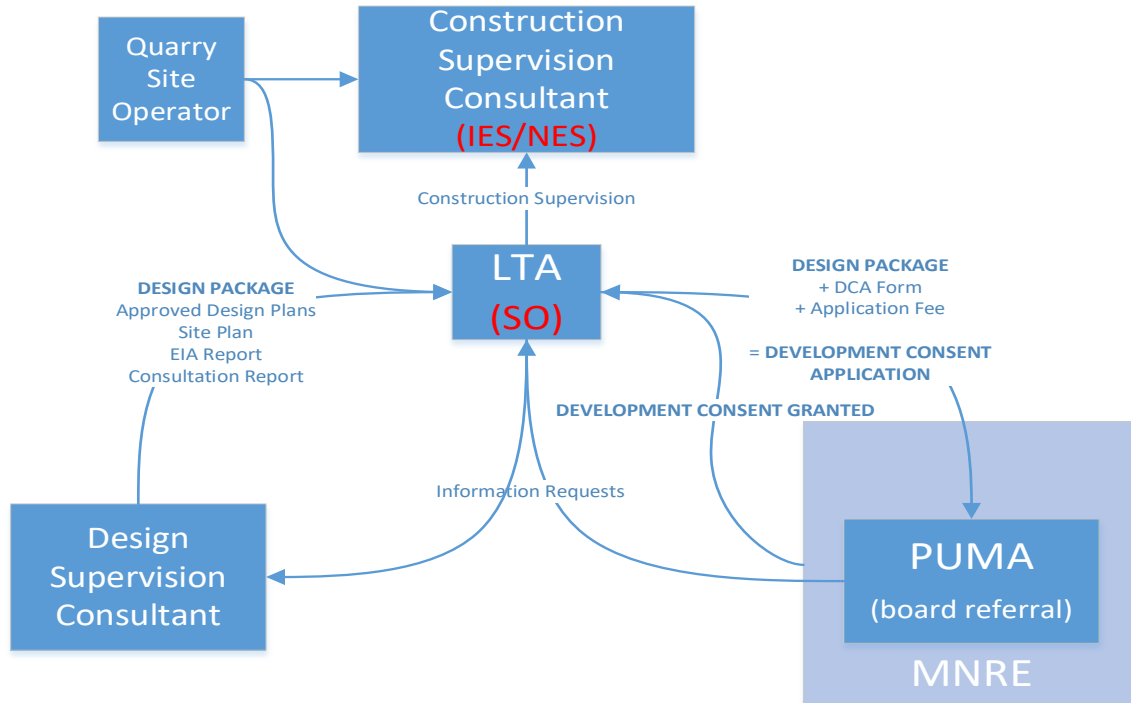 Quarry
Site
Operator
Construction
Supervision
Consultant
(IES/NES)
Construction Supervision
LTA
(SO)
DESIGN PACKAGE
Approved Design Plans
Site Plan
EIA Report
Consultation Report
DESIGN PACKAGE
+ DCA Form
+ Application Fee
= DEVELOPMENT CONSENT
APPLICATION
DEVELOPMENT CONSENT GRANTED
Information Requests
Design
Supervision
Consultant
PUMA
(board referral)
MNRE